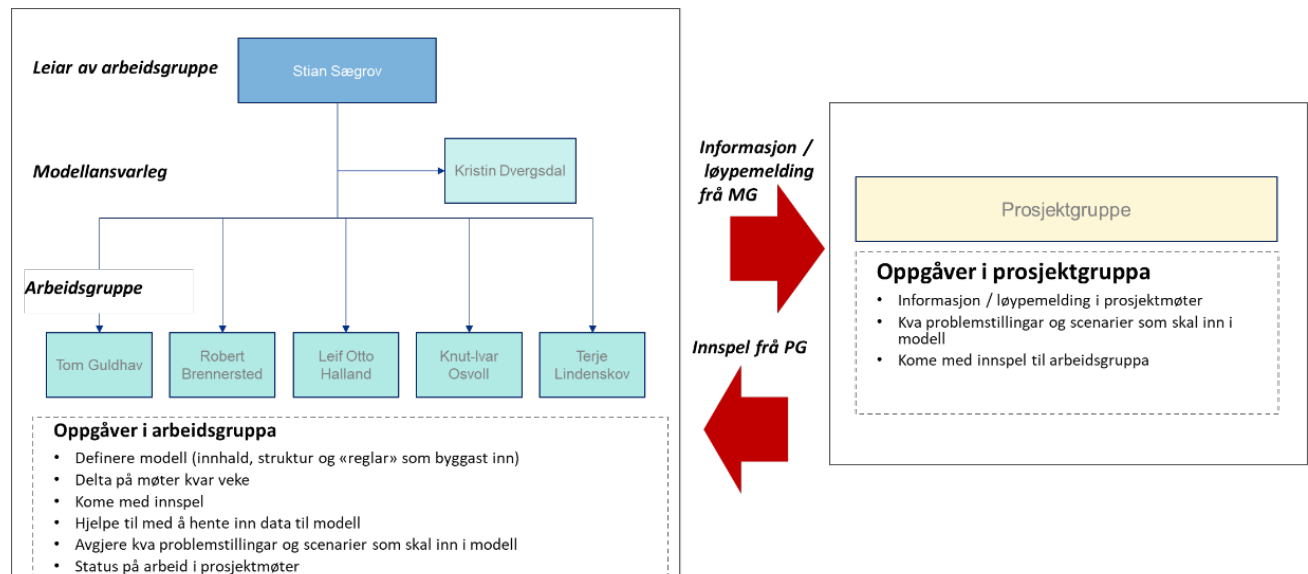 Leiar av arbeidsgruppe
Stian Sægrov
Modellansvarleg
Kristin Dvergsdal
Arbeidsgruppe
Tom Guldhav
Robert
Brennersted
Leif Otto
Halland
Knut-Ivar
Osvoll
Terje
Lindenskov
Oppgåver i arbeidsgruppa
• Definere modell (innhald, struktur og «reglar» som byggast inn)
• Delta på møter kvar veke
• Kome med innspel
• Hjelpe til med å hente inn data til modell
• Avgjere kva problemstillingar og scenarier som skal inn i modell
• Status på arbeid i prosjektmøter
Informasjon /
løypemelding
frå MG
Innspel frå PG
Prosjektgruppe
Oppgåver i prosjektgruppa
• Informasjon / løypemelding i prosjektmøter
• Kva problemstillingar og scenarier som skal inn i
modell
• Kome med innspel til arbeidsgruppa